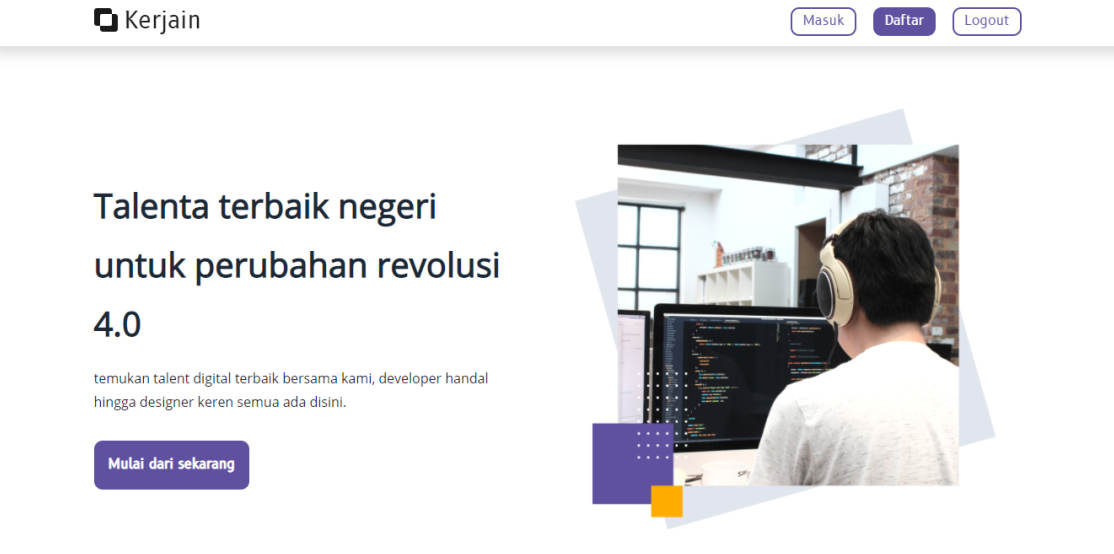 Kerjain
Masuk
Daftar
Logout
Talenta terbaik negeri
untuk perubahan revolusi
4.0
temukan talent digital terbaik bersama kami, developer handal
hingga designer keren semua ada disini.
Mulai dari sekarang